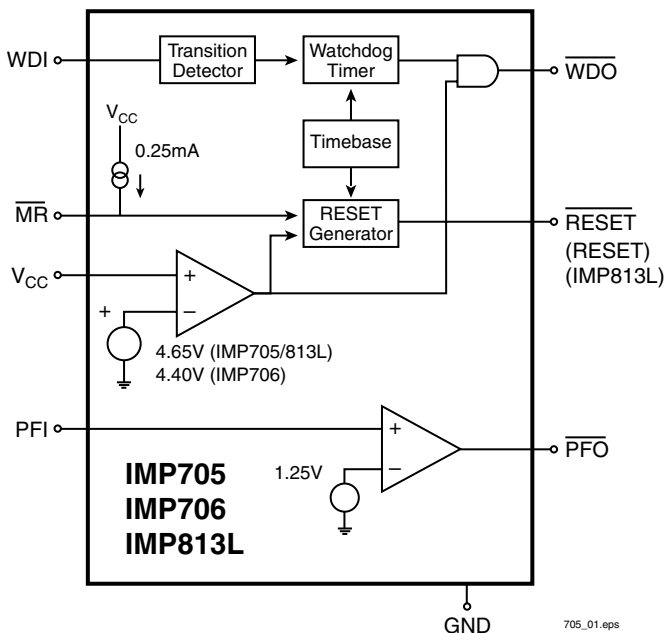 WDI
Transition
Detector
Watchdog
Timer
WDO
VCC
0.25mA
Timebase
MR
RESET
Generator
RESET
(RESET)
(IMP813L)
VCC
+
−
+
4.65V (IMP705/813L)
4.40V (IMP706)
PFI
+
−
PFO
1.25V
IMP705
IMP706
IMP813L
GND
705_01.eps